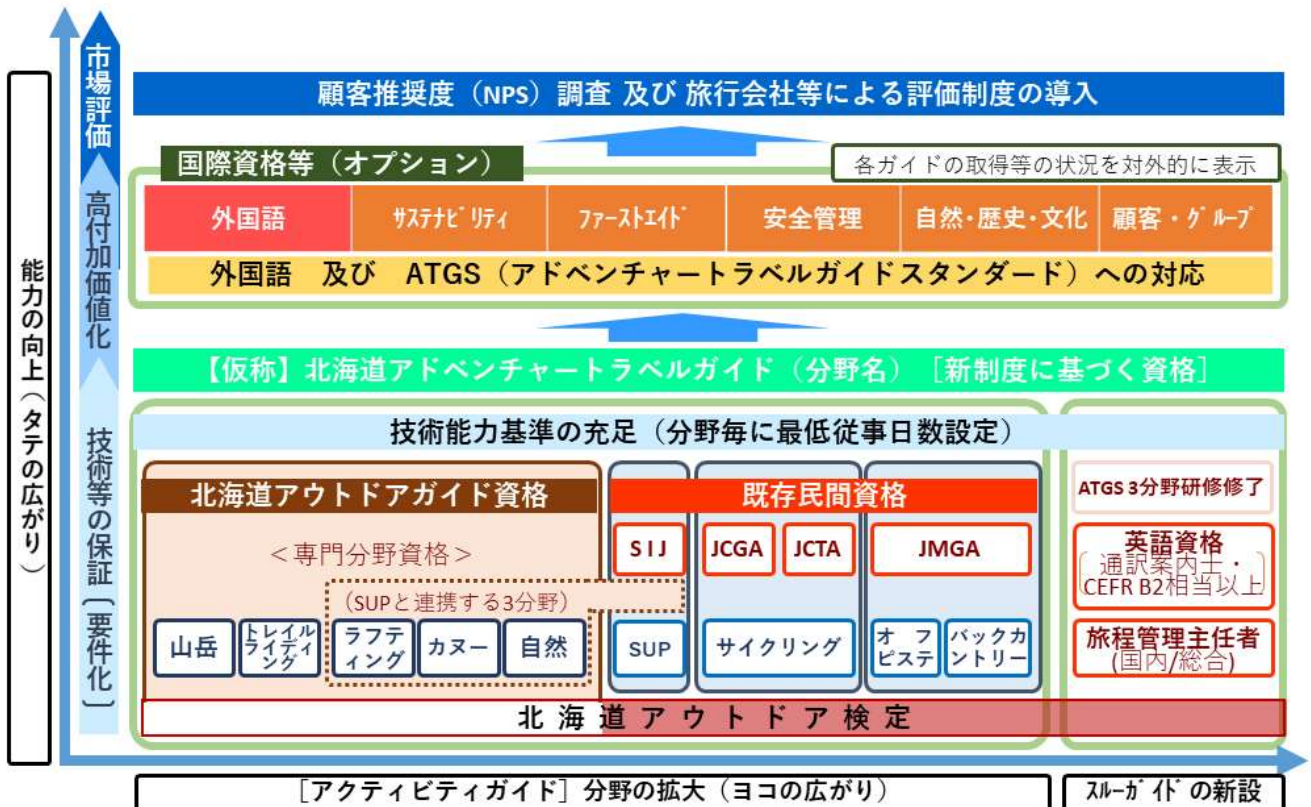 市場評価
高付加価値化
技術等の保証〔要件化〕
能力の向上（タテの広がり）
顧客推奨度（NPS）調査 及び 旅行会社等による評価制度の導入
国際資格等（オプション）
各ガイドの取得等の状況を対外的に表示
外国語
ｻｽﾃﾅﾋﾞﾘﾃｨ
ﾌｧｰｽﾄｴｲﾄﾞ
安全管理
自然・歴史・文化
顧客・ｸﾞﾙｰﾌﾟ
外国語　及び　ATGS（アドベンチャートラベルガイドスタンダード）への対応
【仮称】北海道アドベンチャートラベルガイド（分野名）［新制度に基づく資格］
技術能力基準の充足（分野毎に最低従事日数設定）
北海道アウトドアガイド資格
既存民間資格
＜専門分野資格＞
SIJ
JCGA
JCTA
JMGA
（SUPと連携する3分野）
山岳
トレイル
ライディ
ング
ラフテ
ィング
カヌー
自然
SUP
サイクリング
オ　フ
ピステ
バックカ
ントリー
ATGS 3分野研修修了
英語資格
通訳案内士・
CEFR B2相当以上
旅程管理主任者
(国内/総合)
北海道アウトドア検定
［アクティビティガイド］分野の拡大（ヨコの広がり）
ｽﾙｰｶﾞｲﾄﾞの新設